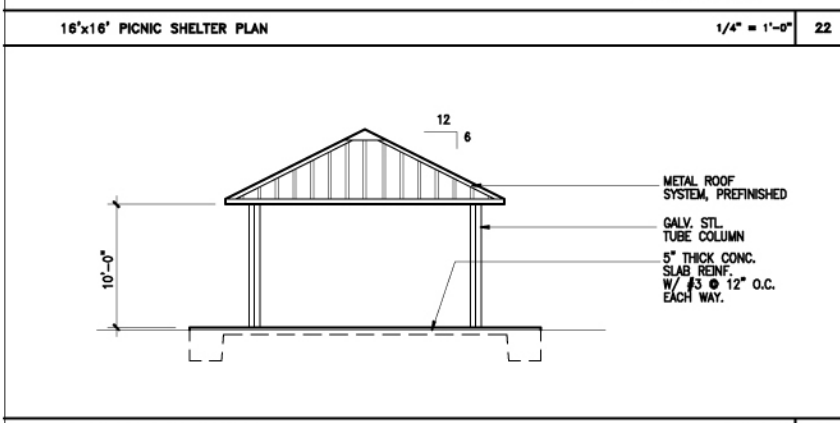 16'x16' PICNIC SHELTER PLAN
1/4" = 1'-0"
22
12
6
METAL ROOF
SYSTEM, PREFINISHED
GALV. STL.
TUBE COLUMN
5" THICK CONC.
SLAB REINF.
W/ #3 @ 12" O.C.
EACH WAY.
10'-0"